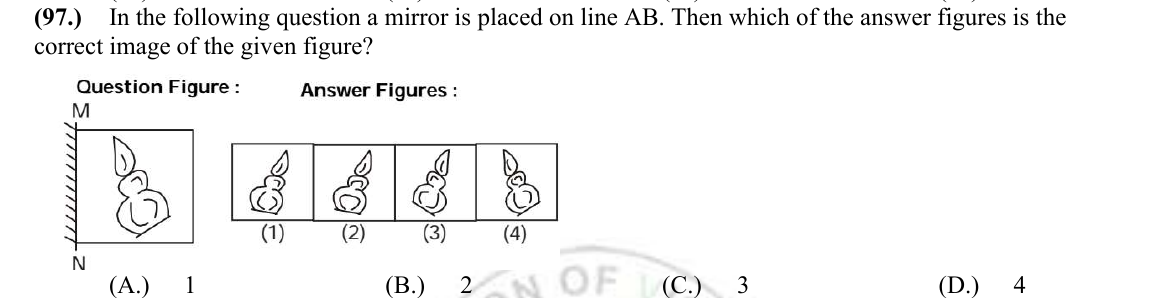 (97.) In the following question a mirror is placed on line AB. Then which of the answer figures is the
correct image of the given figure?
Question Figure : Answer Figures :
M
(1) (2) (3) (4)
N
(A.) 1 (B.) 2 (C.) 3 (D.) 4
OF